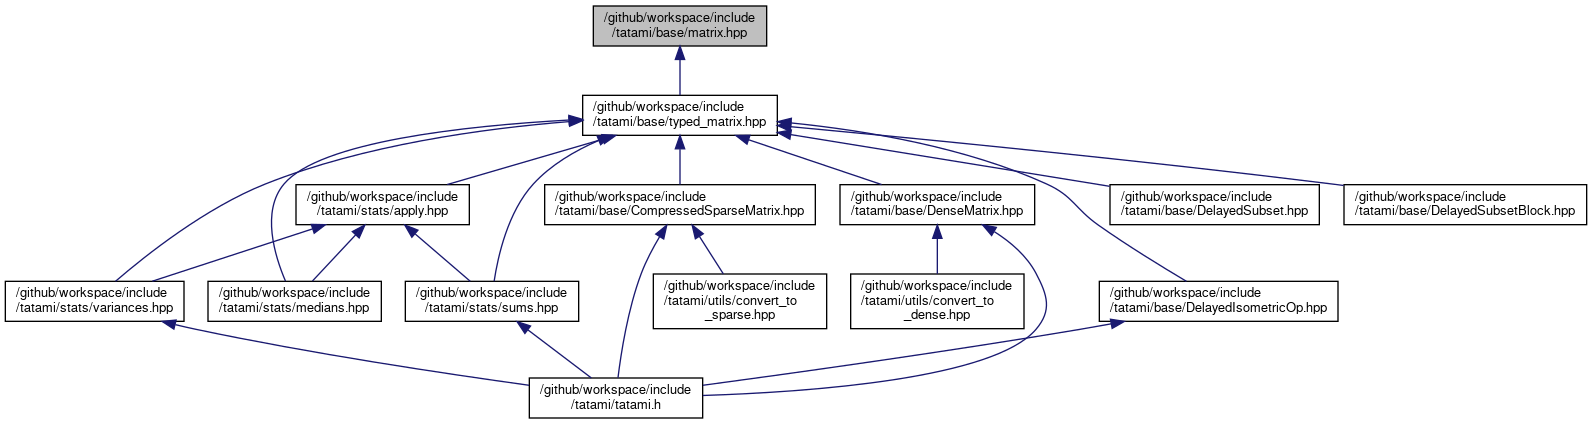 /github/workspace/include
/tatami/base/matrix.hpp
/github/workspace/include
/tatami/base/typed_matrix.hpp
/github/workspace/include
/tatami/stats/apply.hpp
/github/workspace/include
/tatami/base/CompressedSparseMatrix.hpp
/github/workspace/include
/tatami/base/DenseMatrix.hpp
/github/workspace/include
/tatami/base/DelayedSubset.hpp
/github/workspace/include
/tatami/base/DelayedSubsetBlock.hpp
/github/workspace/include
/tatami/stats/variances.hpp
/github/workspace/include
/tatami/stats/medians.hpp
/github/workspace/include
/tatami/stats/sums.hpp
/github/workspace/include
/tatami/utils/convert_to
_sparse.hpp
/github/workspace/include
/tatami/utils/convert_to
_dense.hpp
/github/workspace/include
/tatami/base/DelayedIsometricOp.hpp
/github/workspace/include
/tatami/tatami.h